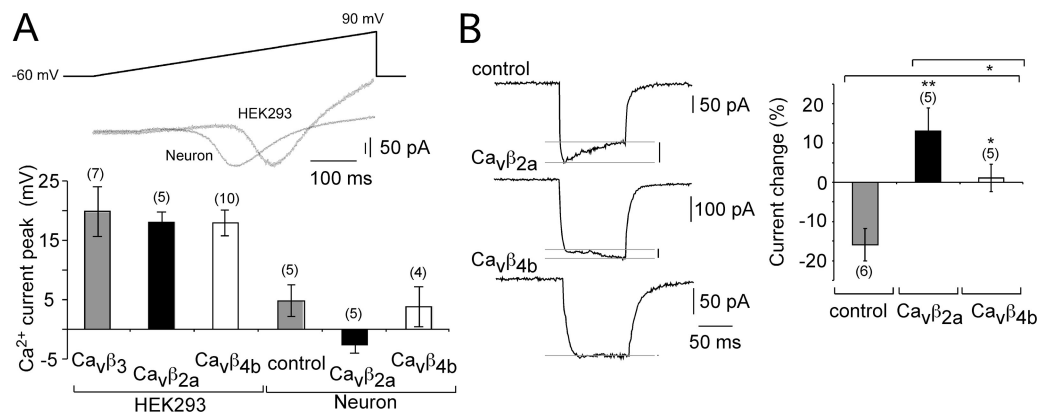 A
90 mV
-60 mV
HEK293
Neuron
50 pA
100 ms
Ca²⁺ current peak (mV)
25
15
5
-5
(7)
(5)
(10)
(5)
(5)
(4)
Caᵥβ₃
Caᵥβ₂ₐ
Caᵥβ₄b
control
Caᵥβ₂ₐ
Caᵥβ₄b
HEK293
Neuron
B
control
50 pA
Caᵥβ₂ₐ
100 pA
Caᵥβ₄b
50 pA
50 ms
Current change (%)
20
10
0
-10
-20
*
**
(5)
*
(5)
(6)
control
Caᵥβ₂ₐ
Caᵥβ₄b